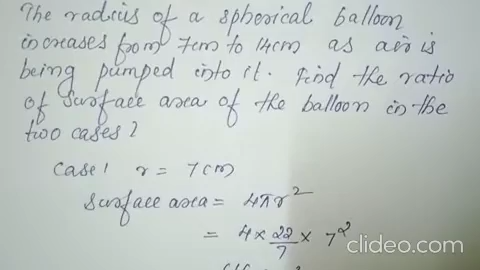 The radius of a spherical balloon
increases from 7cm to 14cm as air is
being pumped into it. Find the ratio
of surface area of the balloon in the
two cases?
Case 1 r = 7cm
Surface area = 4πr²
= 4 × 22/7 × 7²
clideo.com